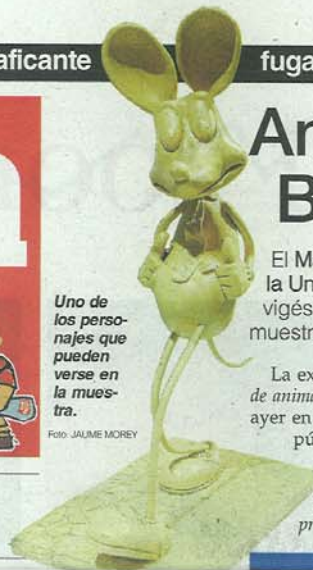 aficante
fuga
Uno de
los perso-
najes que
pueden
verse en
la mues-
tra.
Foto: JAUME MOREY
An
B
El Ma
la Un
vigés
muestr
La ex
de anima
ayer en
pú
pr